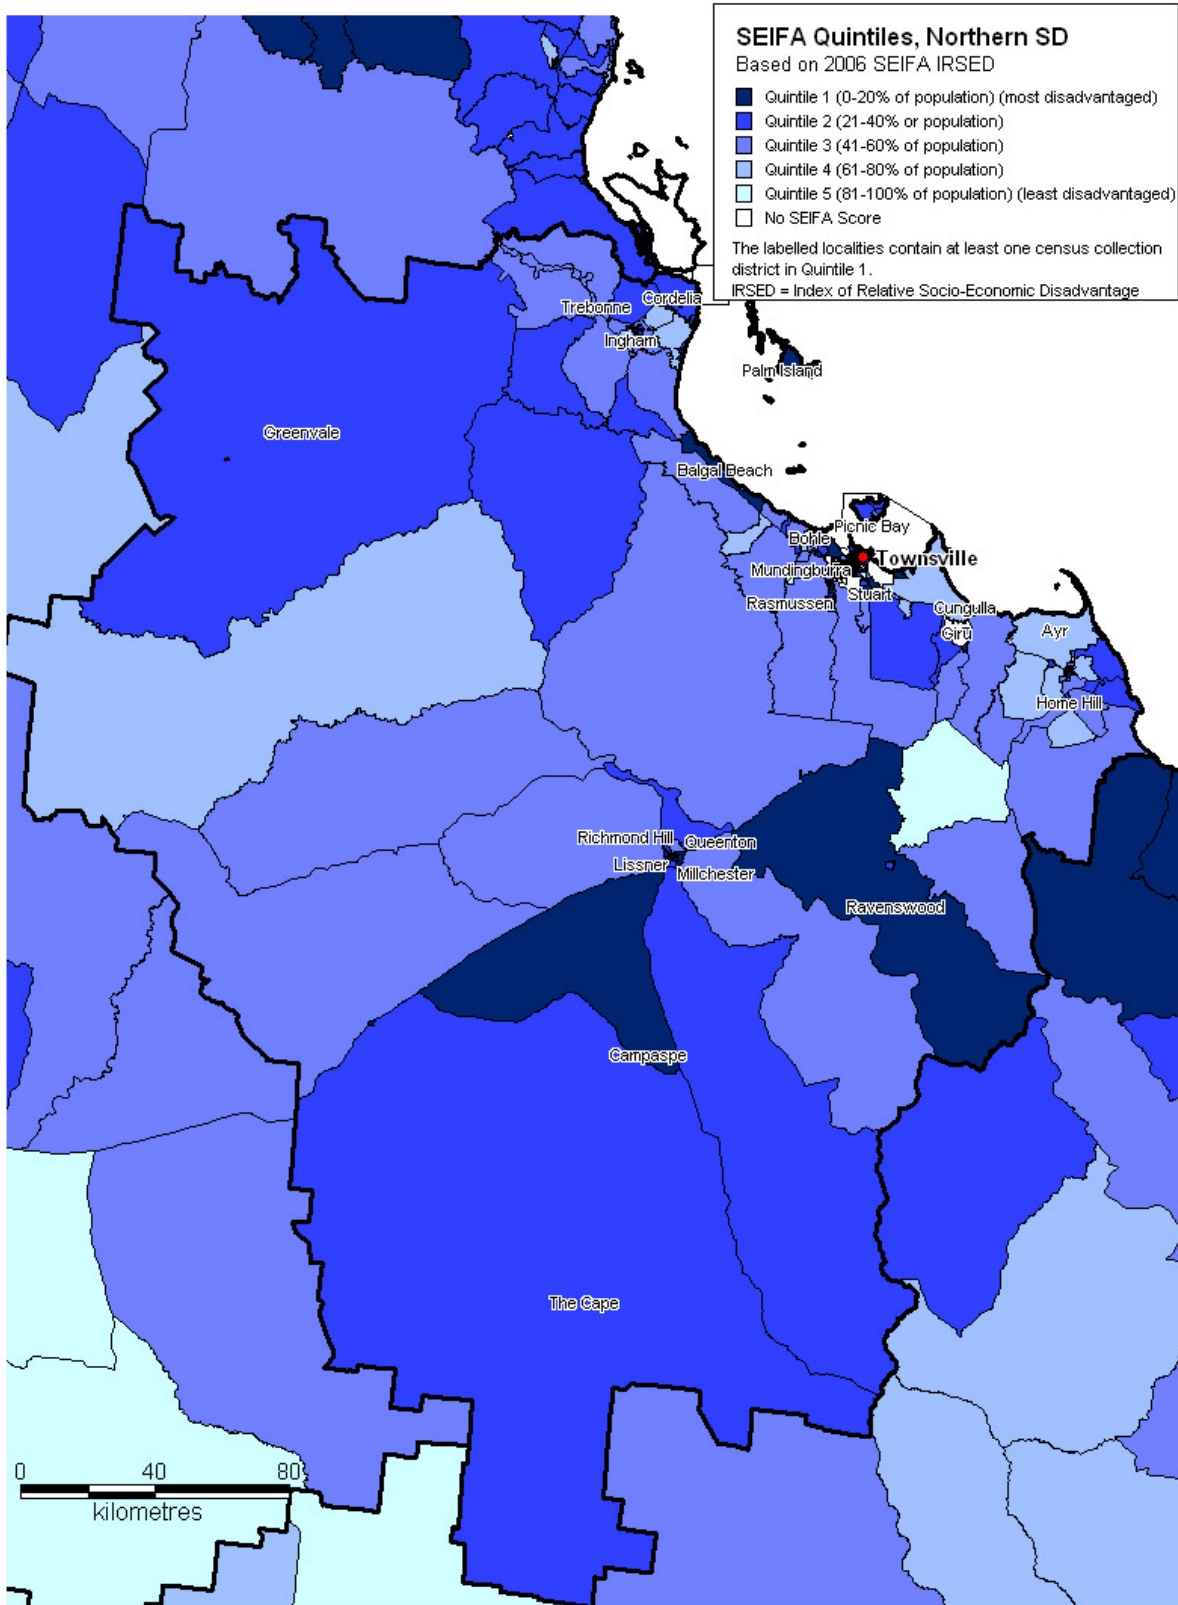 SEIFA Quintiles, Northern SD
Based on 2006 SEIFA IRSED
Quintile 1 (0-20% of population) (most disadvantaged)
Quintile 2 (21-40% or population)
Quintile 3 (41-60% of population)
Quintile 4 (61-80% of population)
Quintile 5 (81-100% of population) (least disadvantaged)
No SEIFA Score
The labelled localities contain at least one census collection
district in Quintile 1.
IRSED = Index of Relative Socio-Economic Disadvantage
Cordelia
Trebonne
Ingham
Palm Island
Greenvale
Balgal Beach
Picnic Bay
Bohle
Townsville
Mundingburra
Stuart
Rasmussen
Cungulla
Giru
Ayr
Home Hill
Richmond Hill
Queenton
Lissner
Millchester
Ravenswood
Campaspe
The Cape
0 40 80
kilometres